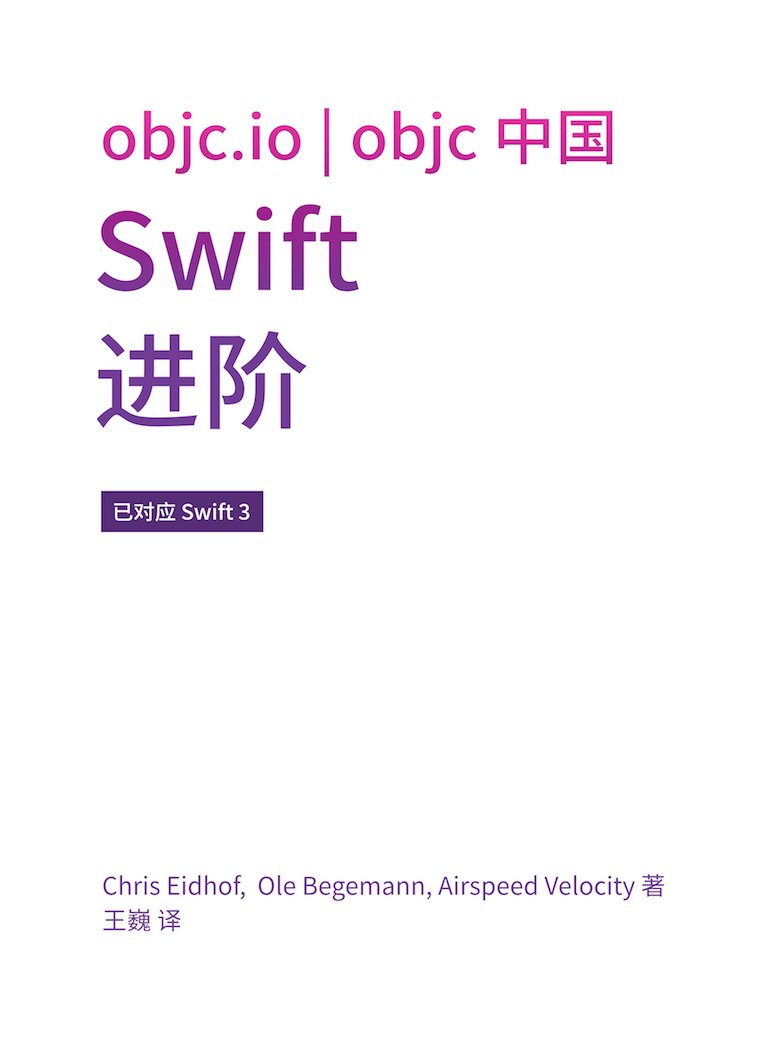 objc.io | objc 中国
Swift
进阶
已对应 Swift 3
Chris Eidhof,  Ole Begemann, Airspeed Velocity 著
王巍 译